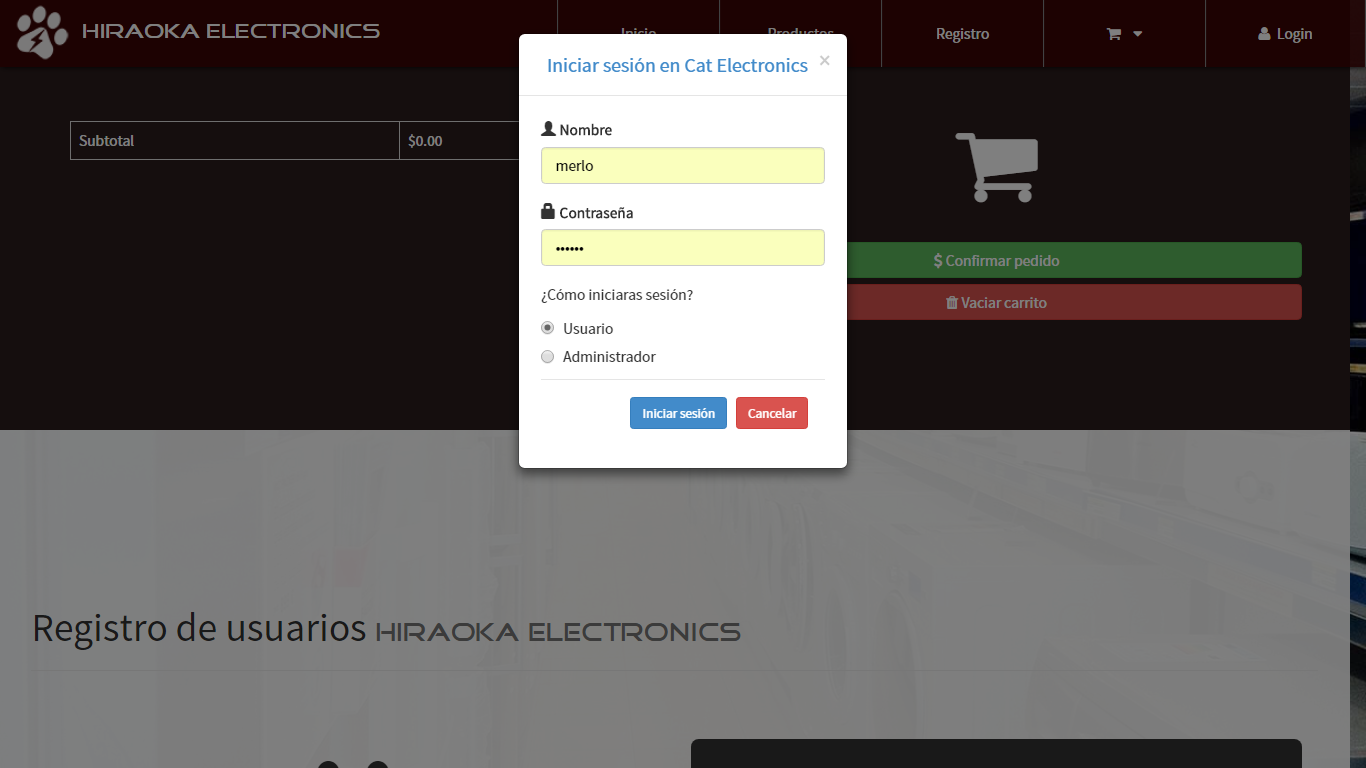 HIRAOKA ELECTRONICS
Inicio
Productos
Registro
Login
Iniciar sesión en Cat Electronics ×
Subtotal $0.00
Nombre
merlo
Contraseña
••••••
$ Confirmar pedido
Vaciar carrito
¿Cómo iniciaras sesión?
Usuario
Administrador
Iniciar sesión Cancelar
Registro de usuarios HIRAOKA ELECTRONICS